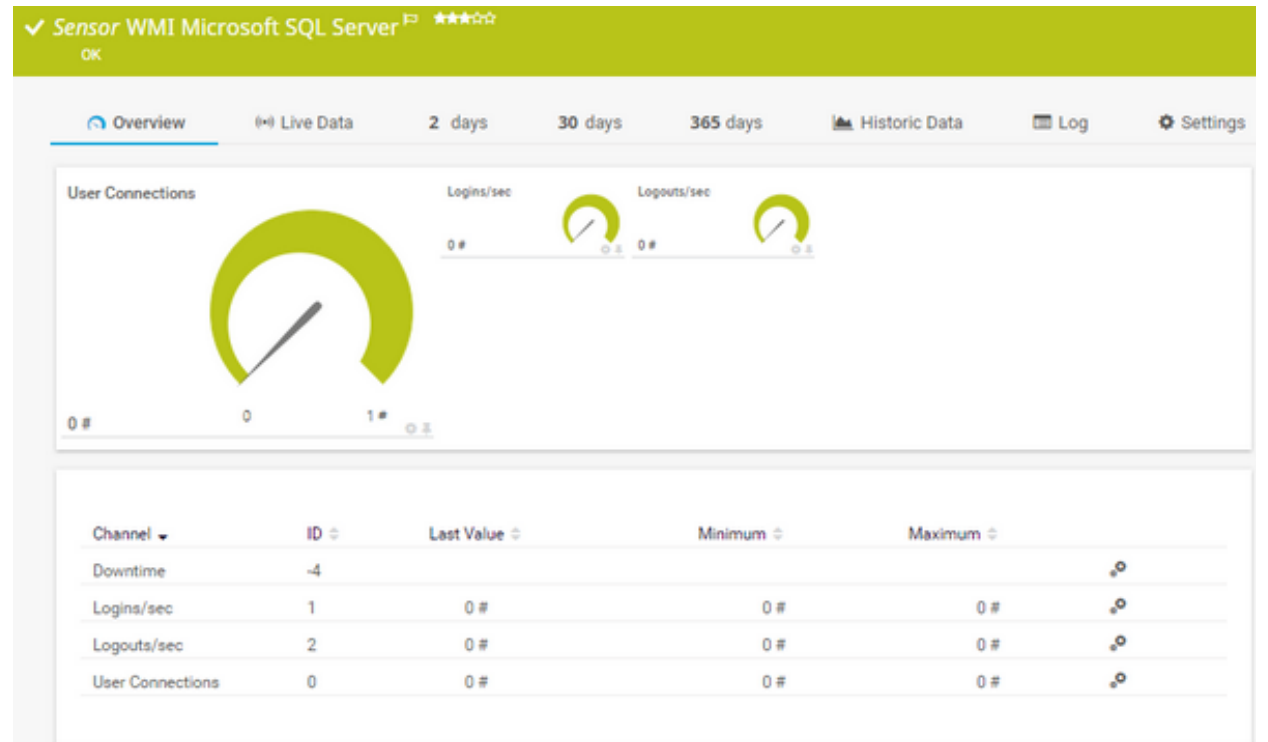 Sensor WMI Microsoft SQL Server
OK
Overview Live Data 2 days 30 days 365 days Historic Data Log Settings
User Connections
0 #
0 1 #
Logins/sec
0 #
Logouts/sec
0 #
Channel ID Last Value Minimum Maximum
Downtime -4
Logins/sec 1 0 # 0 # 0 #
Logouts/sec 2 0 # 0 # 0 #
User Connections 0 0 # 0 # 0 #